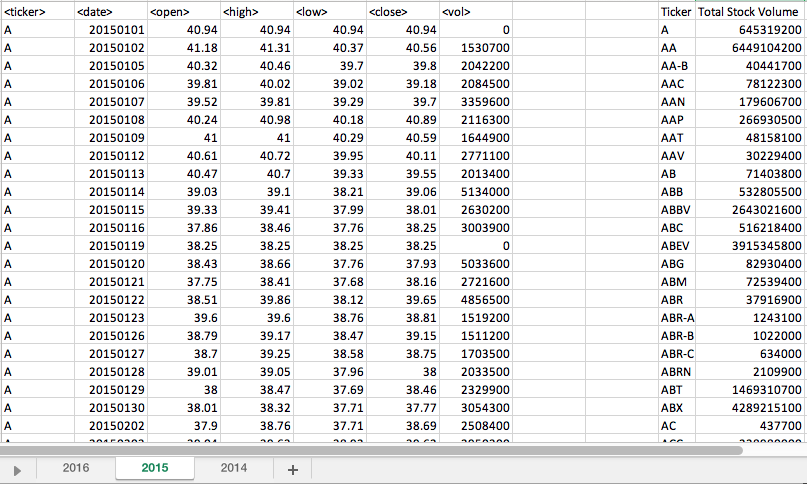 <ticker> <date> <open> <high> <low> <close> <vol> Ticker Total Stock Volume
A 20150101 40.94 40.94 40.94 40.94 0 A 645319200
A 20150102 41.18 41.31 40.37 40.56 1530700 AA 6449104200
A 20150105 40.32 40.46 39.7 39.8 2042200 AA-B 40441700
A 20150106 39.81 40.02 39.02 39.18 2084500 AAC 78122300
A 20150107 39.52 39.81 39.29 39.7 3359600 AAN 179606700
A 20150108 40.24 40.98 40.18 40.89 2116300 AAP 266930500
A 20150109 41 41 40.29 40.59 1644900 AAT 48158100
A 20150112 40.61 40.72 39.95 40.11 2771100 AAV 30229400
A 20150113 40.47 40.7 39.33 39.55 2013400 AB 71403800
A 20150114 39.03 39.1 38.21 39.06 5134000 ABB 532805500
A 20150115 39.33 39.41 37.99 38.01 2630200 ABBV 2643021600
A 20150116 37.86 38.46 37.76 38.25 3003900 ABC 516218400
A 20150119 38.25 38.25 38.25 38.25 0 ABEV 3915345800
A 20150120 38.43 38.66 37.76 37.93 5033600 ABG 82930400
A 20150121 37.75 38.41 37.68 38.16 2721600 ABM 72539400
A 20150122 38.51 39.86 38.12 39.65 4856500 ABR 37916900
A 20150123 39.6 39.6 38.76 38.81 1519200 ABR-A 1243100
A 20150126 38.79 39.17 38.47 39.15 1511200 ABR-B 1022000
A 20150127 38.7 39.25 38.58 38.75 1703500 ABR-C 634000
A 20150128 39.01 39.05 37.96 38 2033500 ABRN 2109900
A 20150129 38 38.47 37.69 38.46 2329900 ABT 1469310700
A 20150130 38.01 38.32 37.71 37.77 3054300 ABX 4289215100
A 20150202 37.9 38.76 37.71 38.69 2508400 AC 437700
2016 2015 2014 +